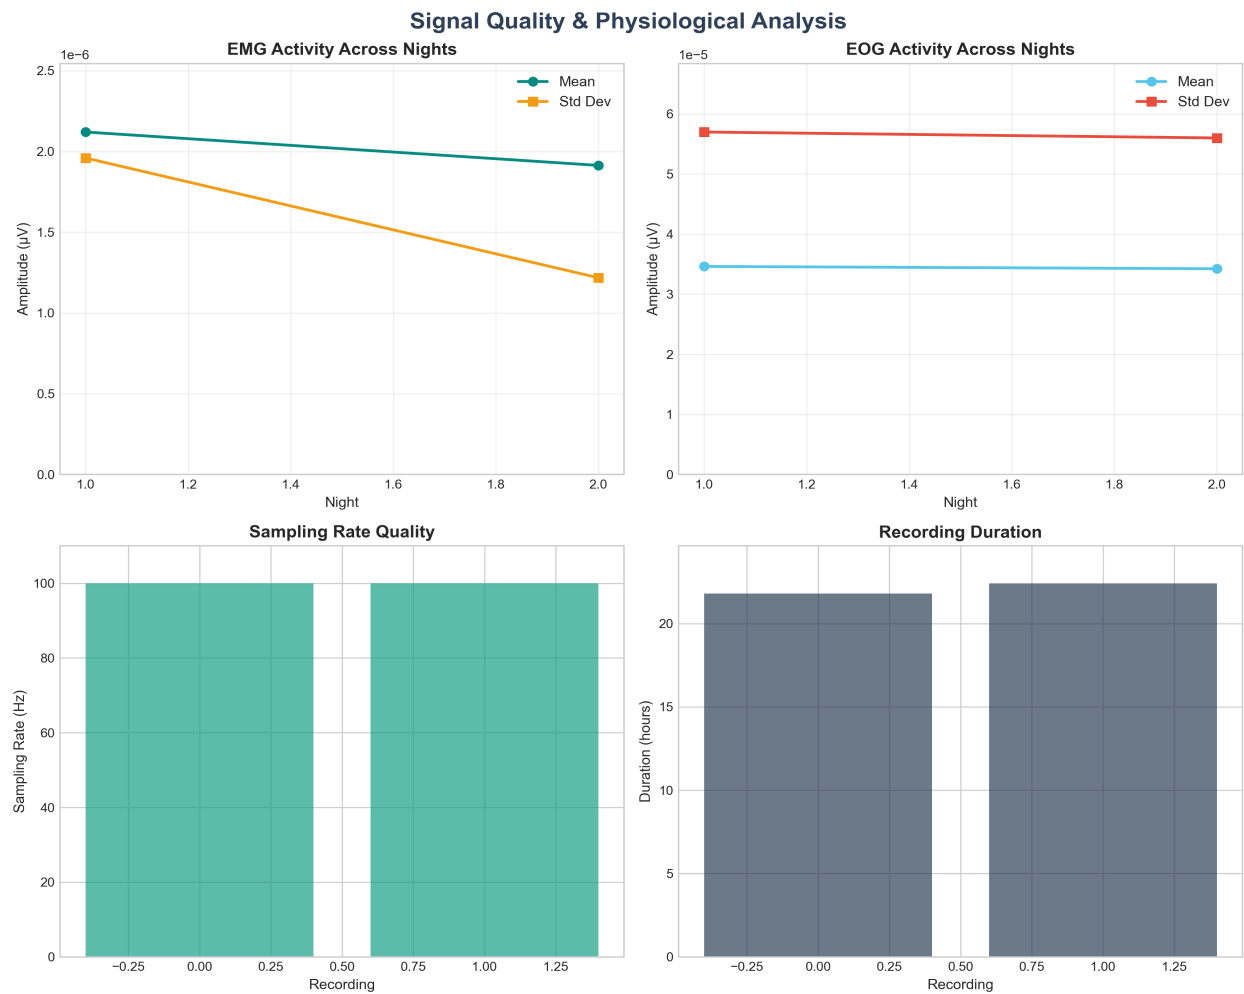 Signal Quality & Physiological Analysis
EMG Activity Across Nights
1e−6
2.5
2.0
1.5
1.0
0.5
0.0
Amplitude (μV)
Mean
Std Dev
1.0 1.2 1.4 1.6 1.8 2.0
Night
EOG Activity Across Nights
1e−5
6
5
4
3
2
1
0
Amplitude (μV)
Mean
Std Dev
1.0 1.2 1.4 1.6 1.8 2.0
Night
Sampling Rate Quality
100
80
60
40
20
0
Sampling Rate (Hz)
−0.25 0.00 0.25 0.50 0.75 1.00 1.25
Recording
Recording Duration
20
15
10
5
0
Duration (hours)
−0.25 0.00 0.25 0.50 0.75 1.00 1.25
Recording